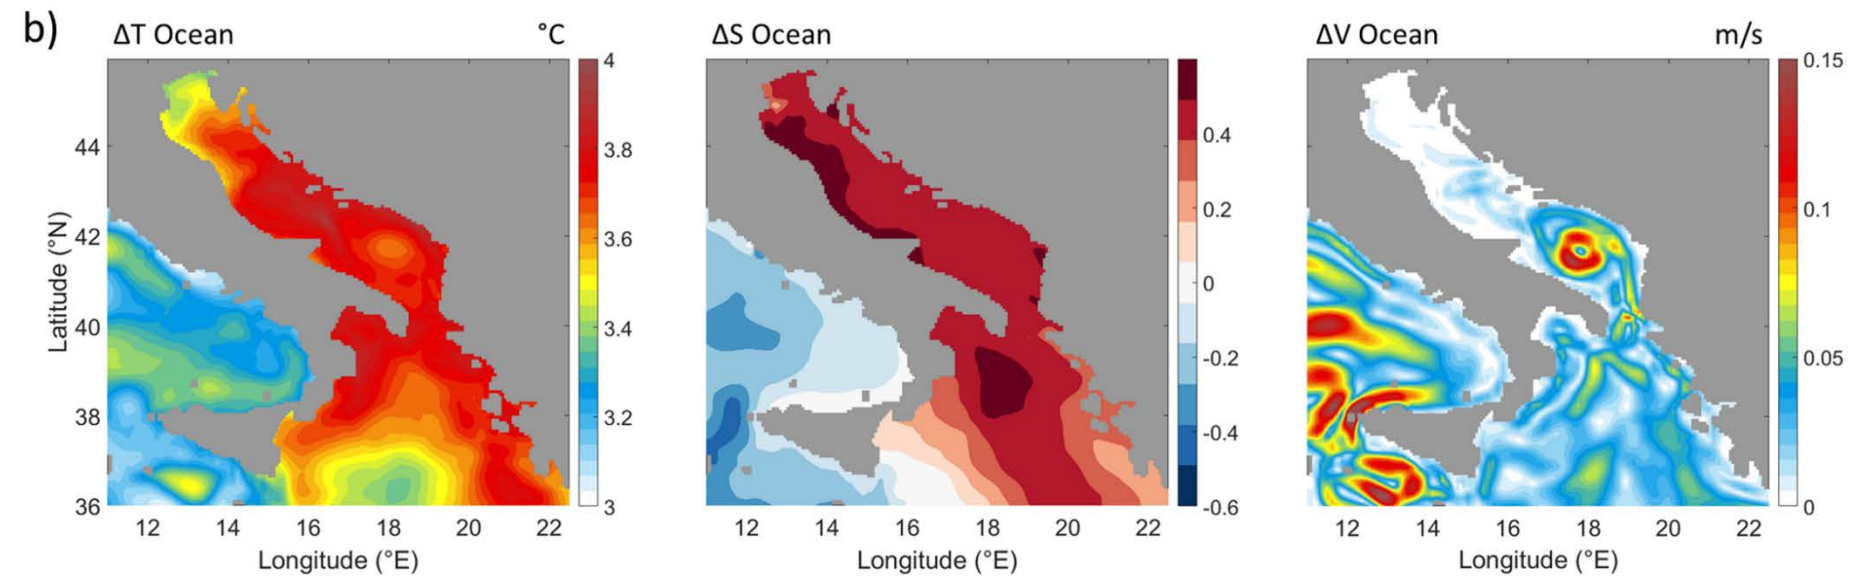 b)
ΔT Ocean °C
ΔS Ocean
ΔV Ocean m/s
Latitude (°N)
44
42
40
38
36
12 14 16 18 20 22
Longitude (°E)
4
3.8
3.6
3.4
3.2
3
12 14 16 18 20 22
Longitude (°E)
0.4
0.2
0
-0.2
-0.4
-0.6
12 14 16 18 20 22
Longitude (°E)
0.15
0.1
0.05
0